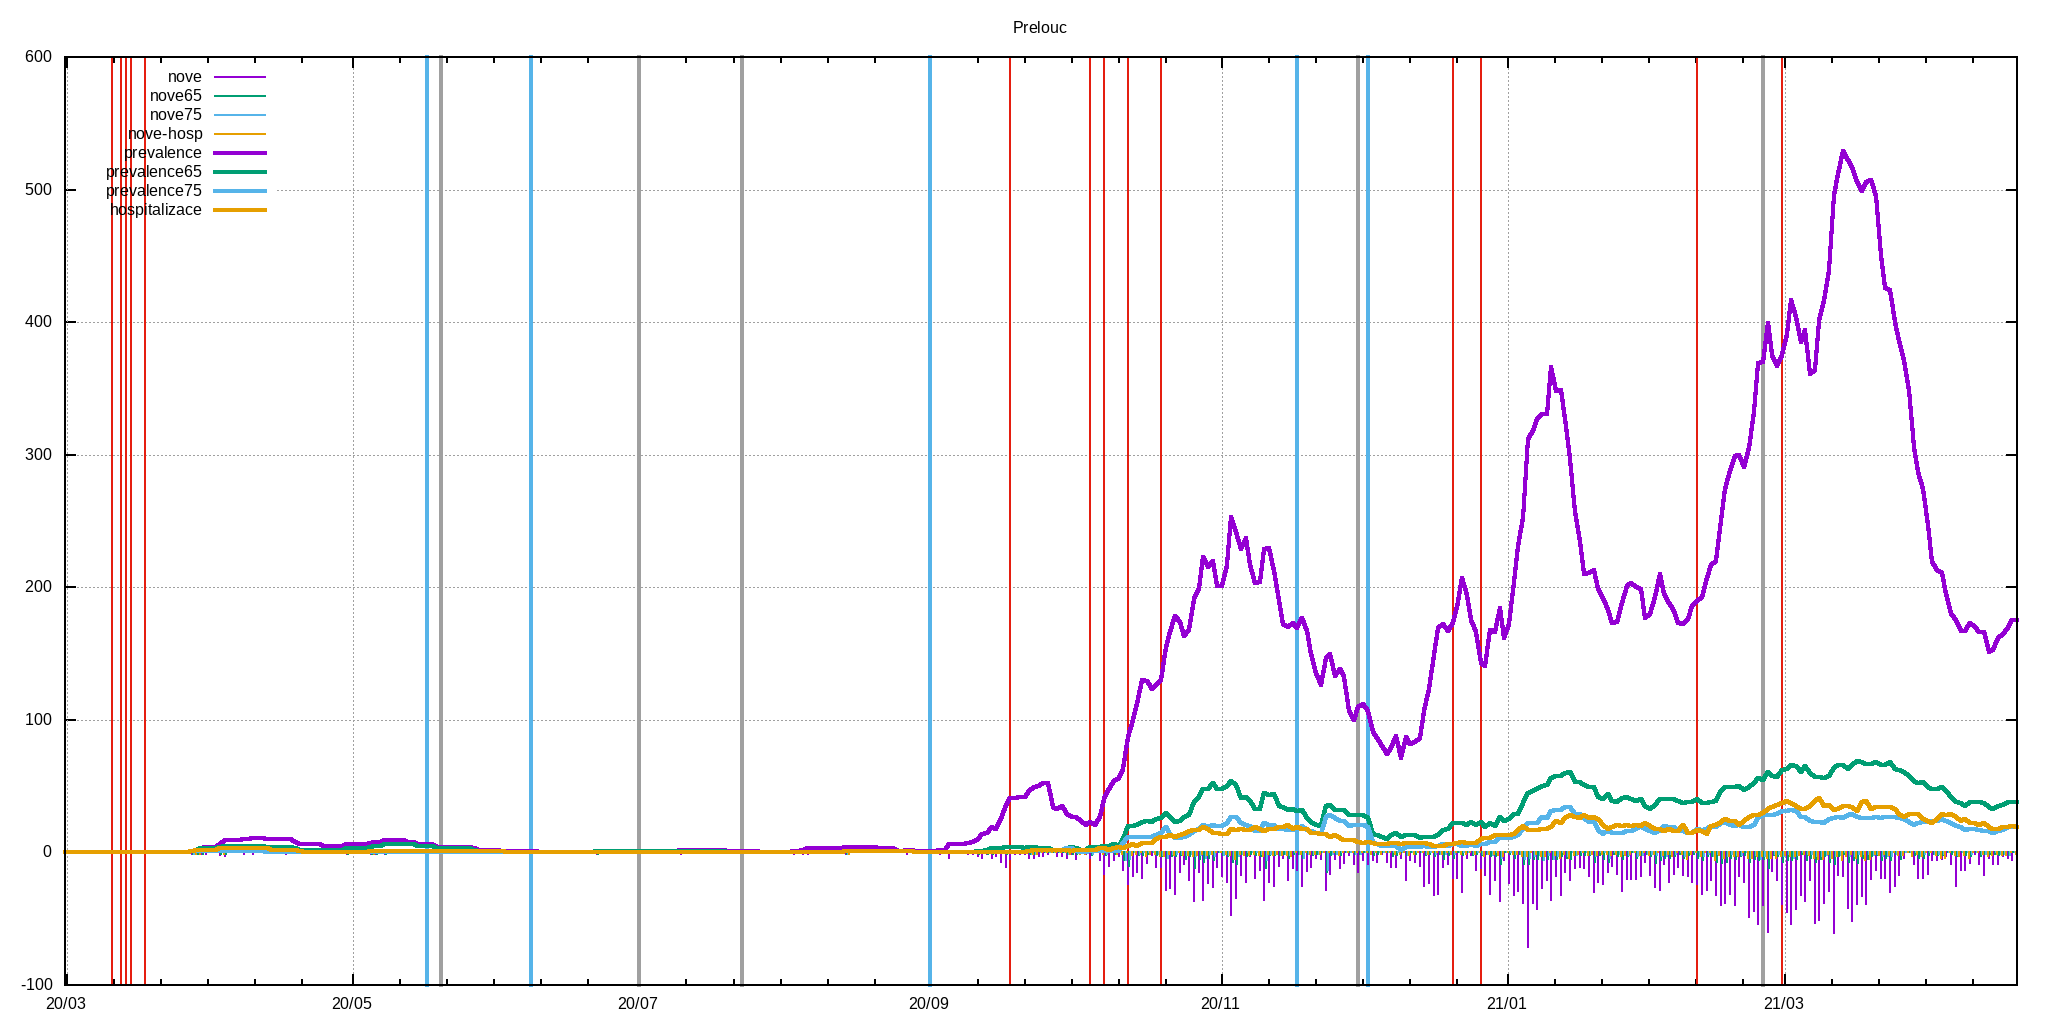 Prelouc
600
500
400
300
200
100
0
-100
nove
nove65
nove75
nove-hosp
prevalence
prevalence65
prevalence75
hospitalizace
20/03 20/05 20/07 20/09 20/11 21/01 21/03